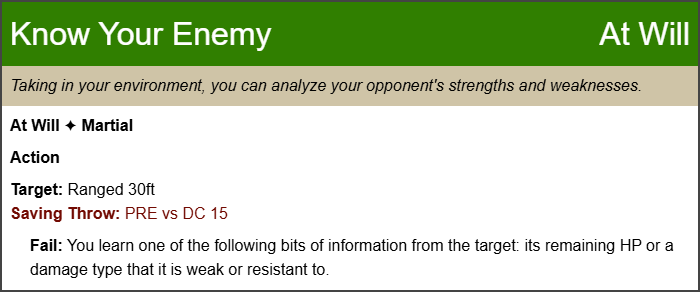 Know Your Enemy At Will
Taking in your environment, you can analyze your opponent's strengths and weaknesses.
At Will ✦ Martial
Action
Target: Ranged 30ft
Saving Throw: PRE vs DC 15
Fail: You learn one of the following bits of information from the target: its remaining HP or a
damage type that it is weak or resistant to.